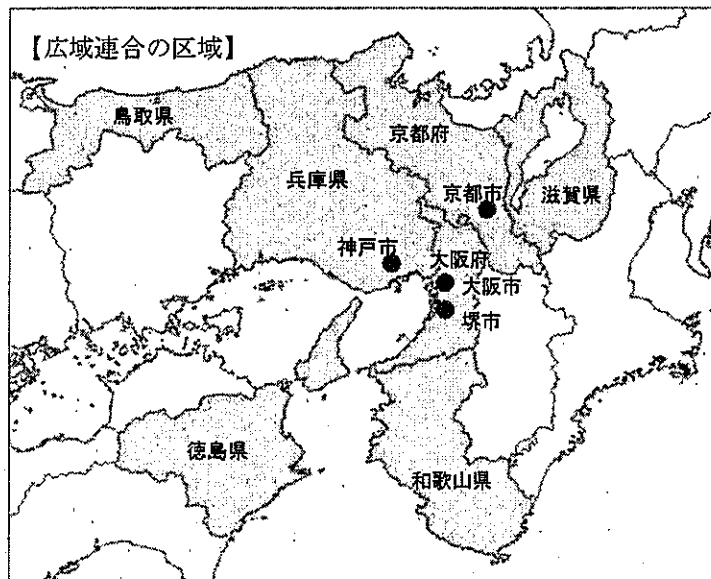 【広域連合の区域】
鳥取県
京都府
兵庫県
京都市
滋賀県
神戸市
大阪府
大阪市
堺市
徳島県
和歌山県